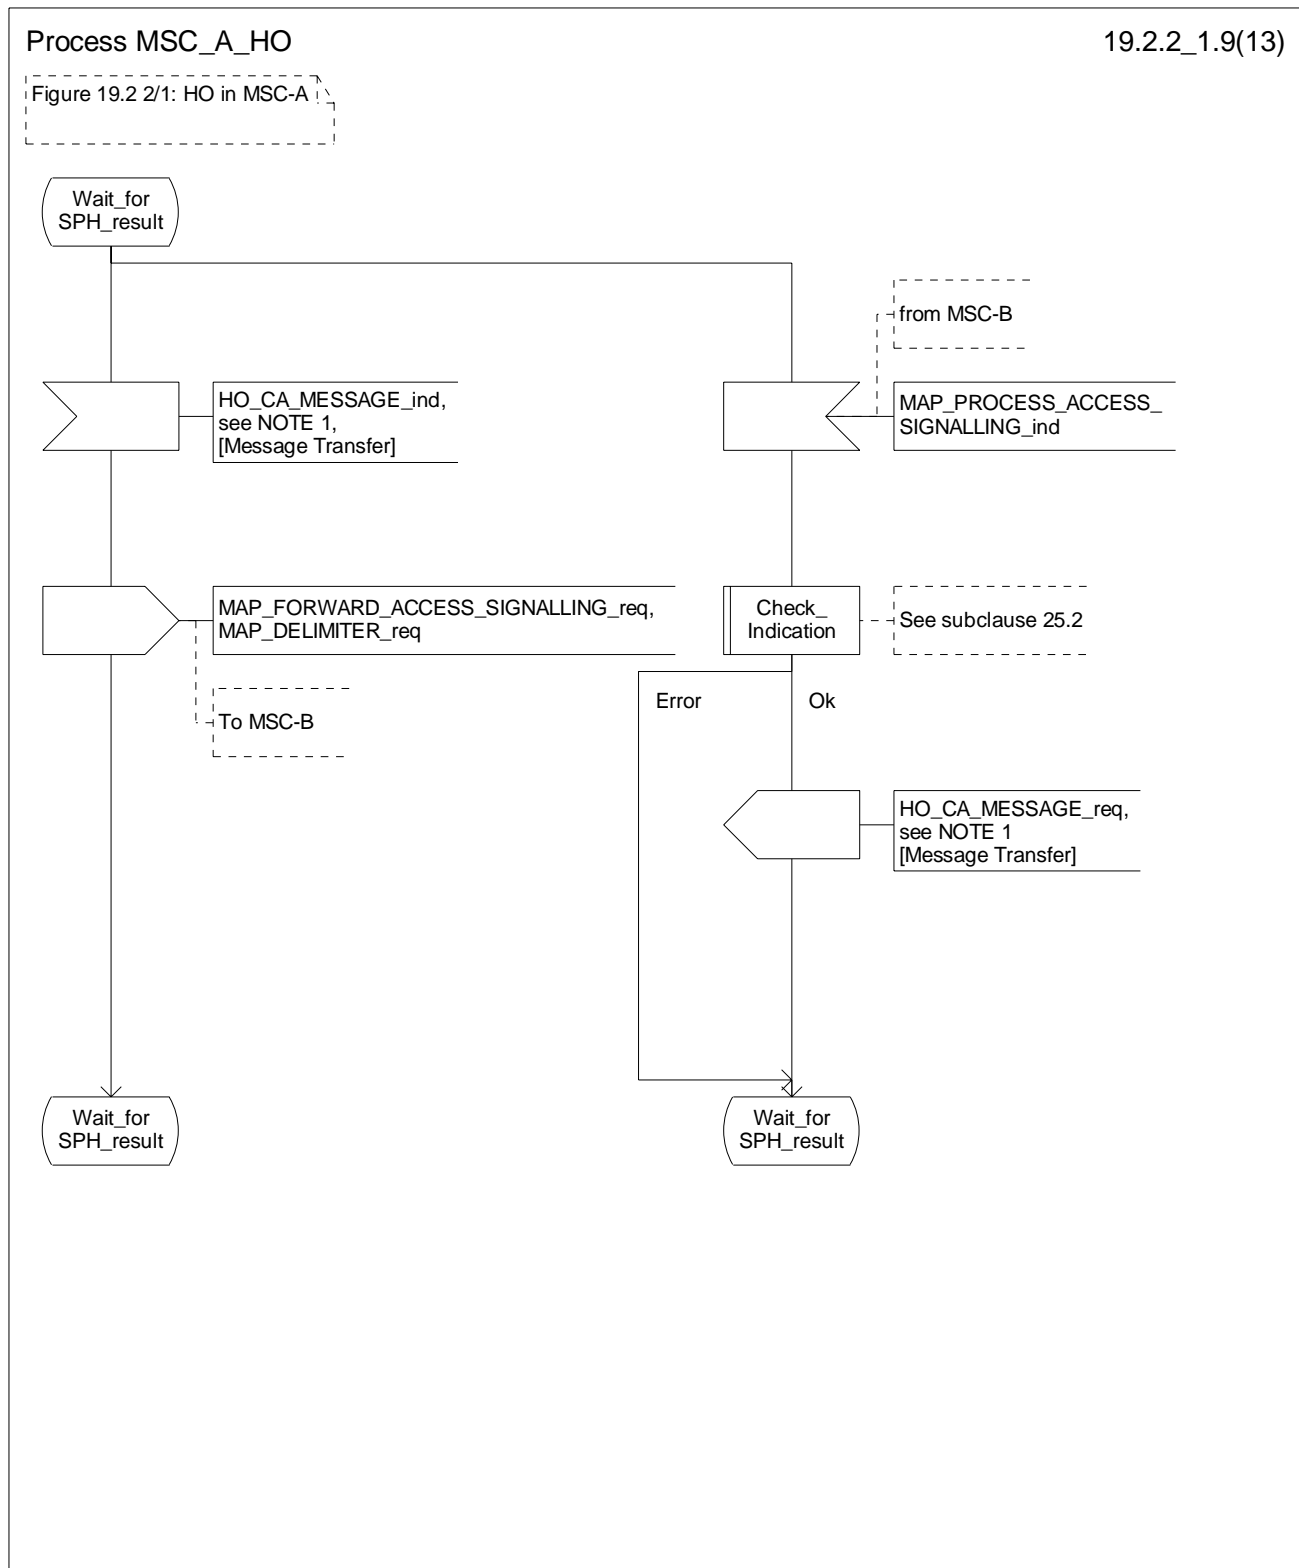 Process MSC_A_HO
19.2.2_1.9(13)
Figure 19.2 2/1: HO in MSC-A
Wait_for
SPH_result
from MSC-B
HO_CA_MESSAGE_ind,
see NOTE 1,
[Message Transfer]
MAP_PROCESS_ACCESS_
SIGNALLING_ind
MAP_FORWARD_ACCESS_SIGNALLING_req,
MAP_DELIMITER_req
Check_
Indication
See subclause 25.2
Error
Ok
To MSC-B
HO_CA_MESSAGE_req,
see NOTE 1
[Message Transfer]
Wait_for
SPH_result
Wait_for
SPH_result